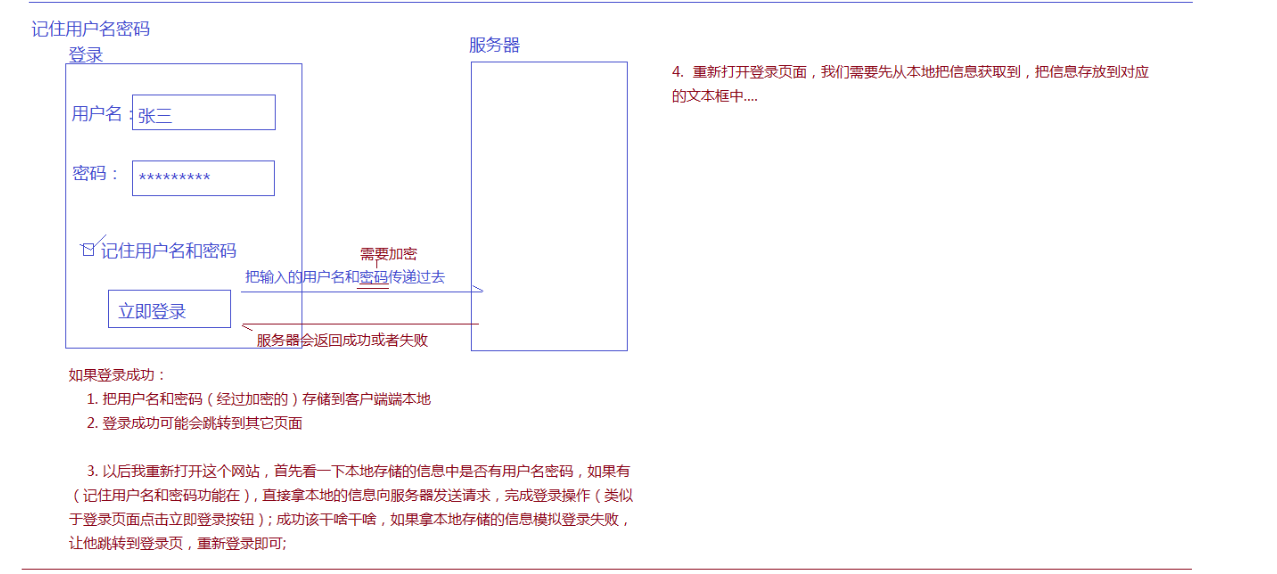 记住用户名密码
登录
服务器
用户名：
张三
密码：
*********
记住用户名和密码
需要加密
把输入的用户名和密码传递过去
立即登录
服务器会返回成功或者失败
如果登录成功：
1. 把用户名和密码（经过加密的）存储到客户端端本地
2. 登录成功可能会跳转到其它页面
3. 以后我重新打开这个网站，首先看一下本地存储的信息中是否有用户名密码，如果有
（记住用户名和密码功能在），直接拿本地的信息向服务器发送请求，完成登录操作（类似
于登录页面点击立即登录按钮）；成功该干啥干啥，如果拿本地存储的信息模拟登录失败，
让他跳转到登录页，重新登录即可;
4. 重新打开登录页面，我们需要先从本地把信息获取到，把信息存放到对应
的文本框中....